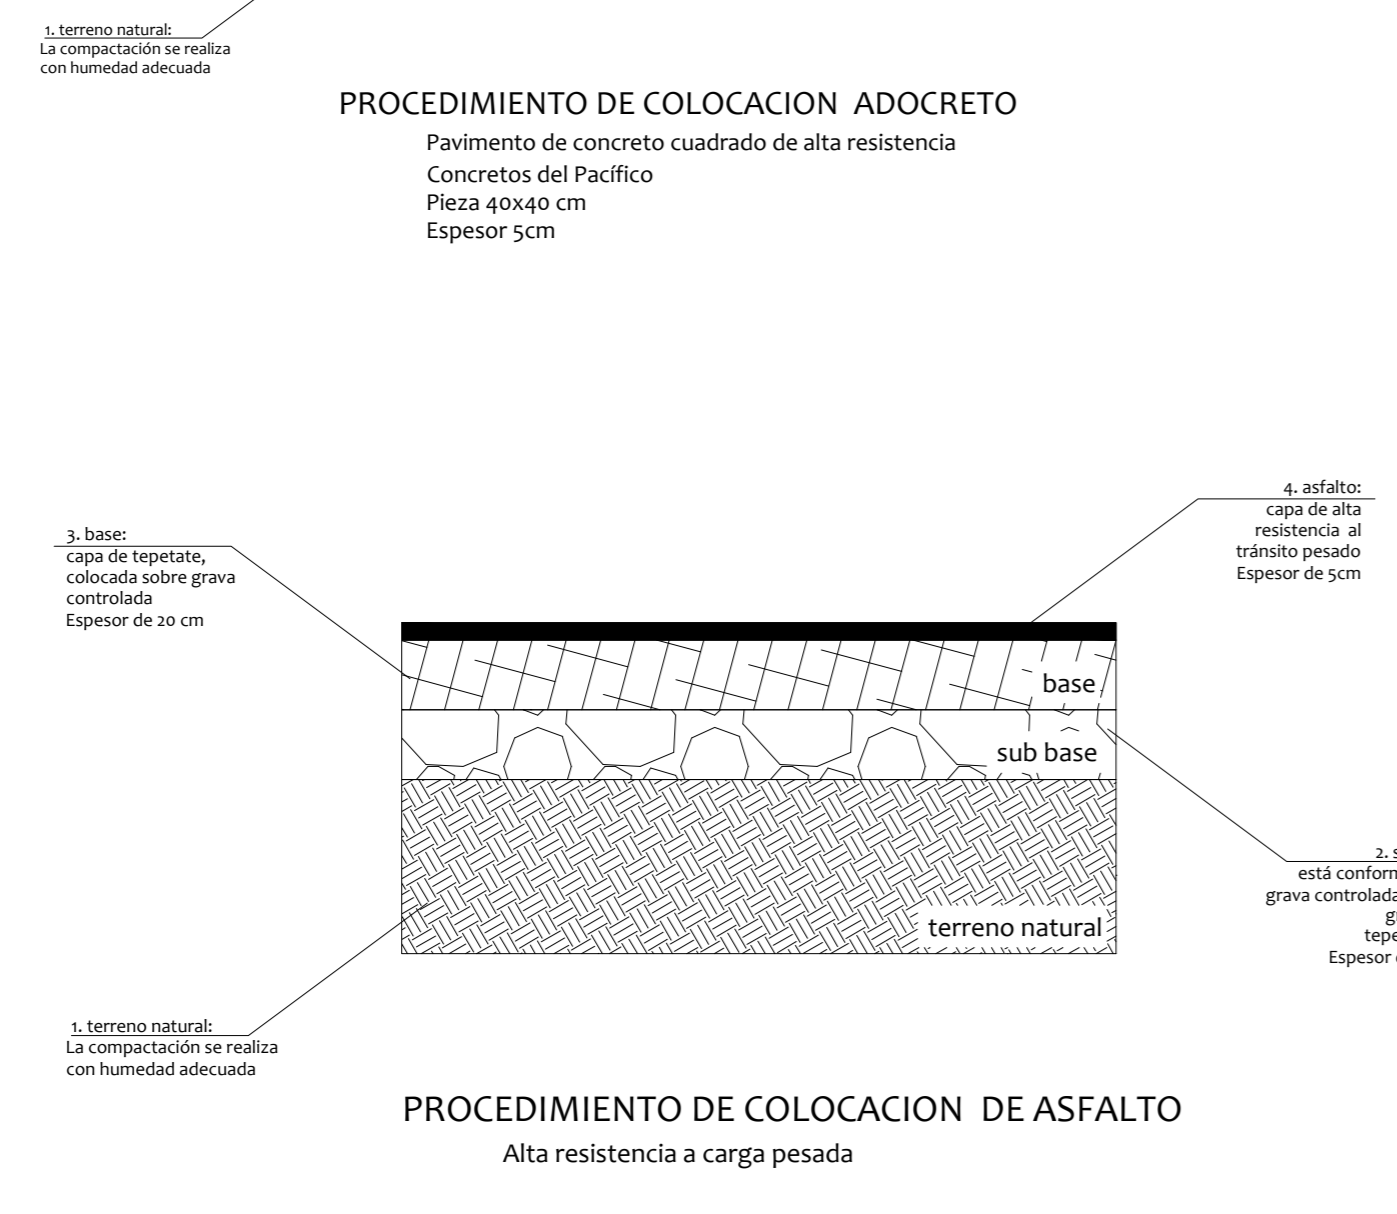 1. terreno natural:
La compactación se realiza
con humedad adecuada
PROCEDIMIENTO DE COLOCACION ADOCRETO
Pavimento de concreto cuadrado de alta resistencia
Concretos del Pacífico
Pieza 40x40 cm
Espesor 5cm
4. asfalto:
capa de alta
resistencia al
tránsito pesado
Espesor de 5cm
3. base:
capa de tepetate,
colocada sobre grava
controlada
Espesor de 20 cm
base
sub base
2.
está
grava controlada
Espesor
terreno natural
1. terreno natural:
La compactación se realiza
con humedad adecuada
PROCEDIMIENTO DE COLOCACION DE ASFALTO
Alta resistencia a carga pesada